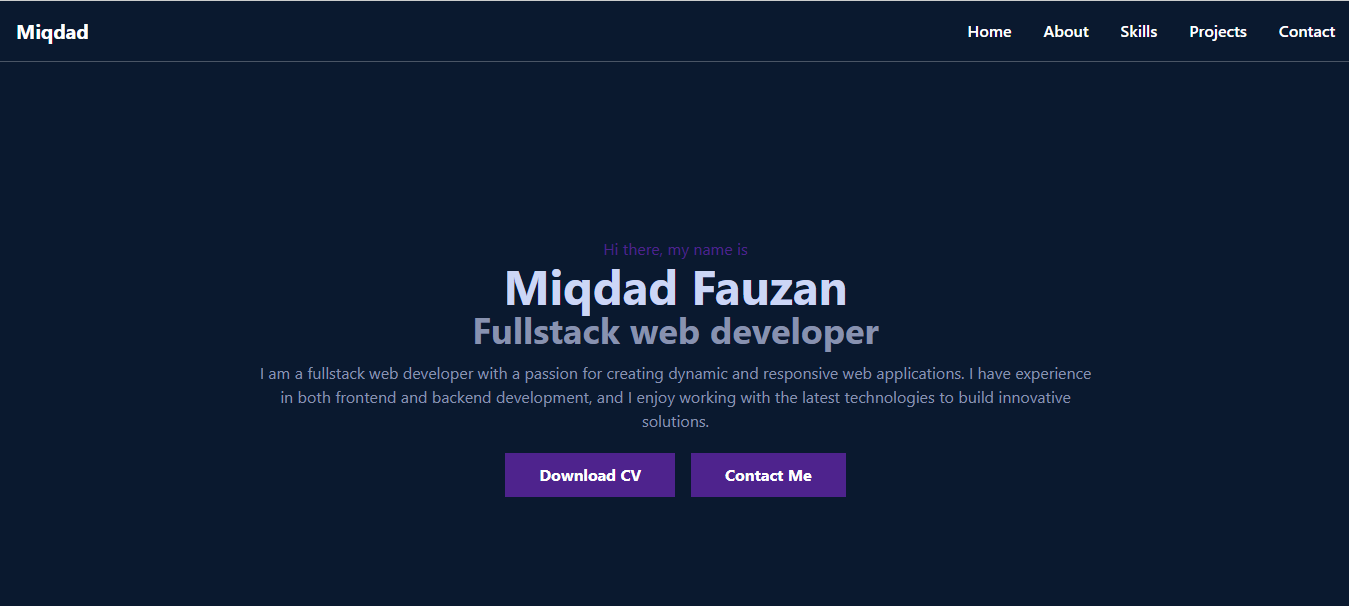 Miqdad
Home About Skills Projects Contact
Hi there, my name is
Miqdad Fauzan
Fullstack web developer
I am a fullstack web developer with a passion for creating dynamic and responsive web applications. I have experience
in both frontend and backend development, and I enjoy working with the latest technologies to build innovative
solutions.
Download CV
Contact Me